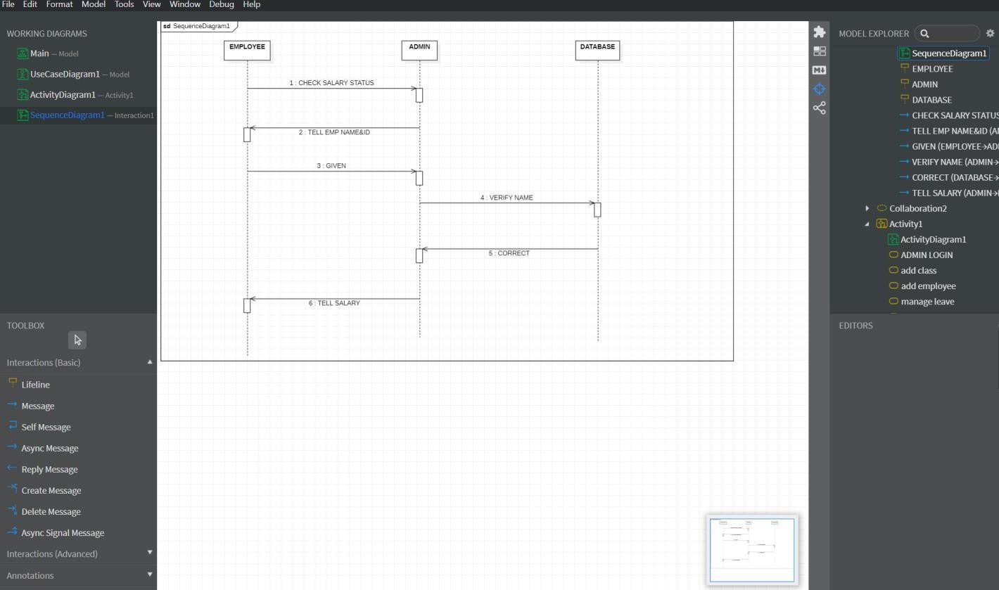 File Edit Format Model Tools View Window Debug Help
WORKING DIAGRAMS
Main — Model
UseCaseDiagram1 — Model
ActivityDiagram1 — Activity1
SequenceDiagram1 — Interaction1
TOOLBOX
Interactions (Basic)
Lifeline
Message
Self Message
Async Message
Reply Message
Create Message
Delete Message
Async Signal Message
Interactions (Advanced)
Annotations
sd SequenceDiagram1
EMPLOYEE ADMIN DATABASE
1 : CHECK SALARY STATUS
2 : TELL EMP NAME&ID
3 : GIVEN
4 : VERIFY NAME
5 : CORRECT
6 : TELL SALARY
M
MODEL EXPLORER
SequenceDiagram1
EMPLOYEE
ADMIN
DATABASE
CHECK SALARY STATUS
TELL EMP NAME&ID (A
GIVEN (EMPLOYEE→AD
VERIFY NAME (ADMIN→
CORRECT (DATABASE→
TELL SALARY (ADMIN→
Collaboration2
Activity1
ActivityDiagram1
ADMIN LOGIN
add class
add employee
manage leave
EDITORS